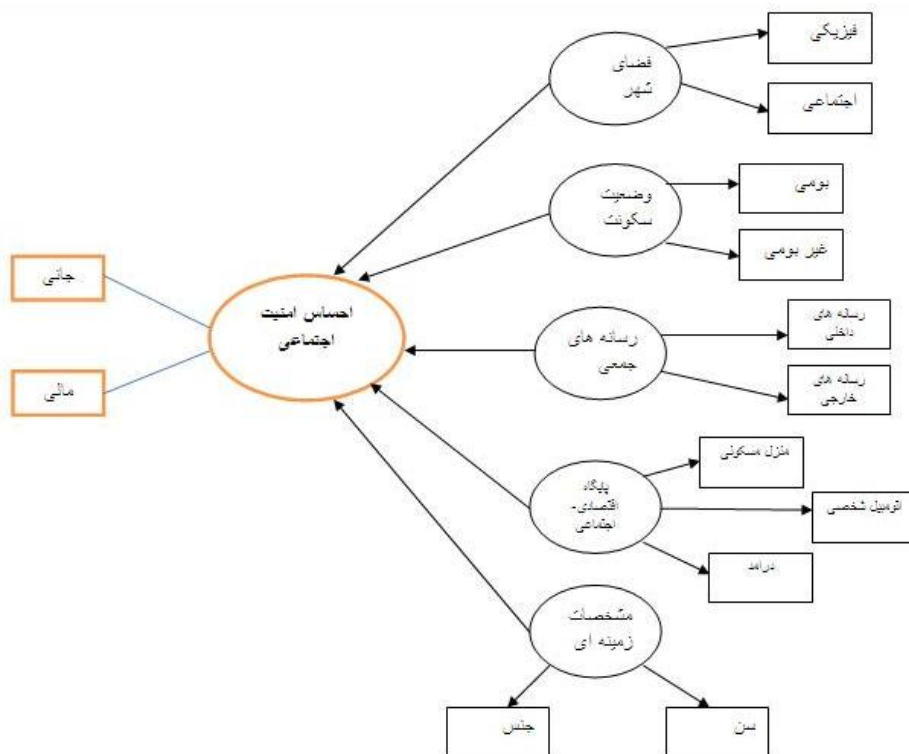 فیزیکی
فضای
شهر
اجتماعی
بومی
وضعیت
سکونت
غیر بومی
جانی
احساس امنیت
اجتماعی
مالی
رسانه های
داخلی
رسانه های
جمعی
رسانه های
خارجی
منزل مسکونی
پایگاه
اقتصادی-
اجتماعی
اتومبیل شخصی
درامد
مشخصات
زمینه ای
سن
جنس